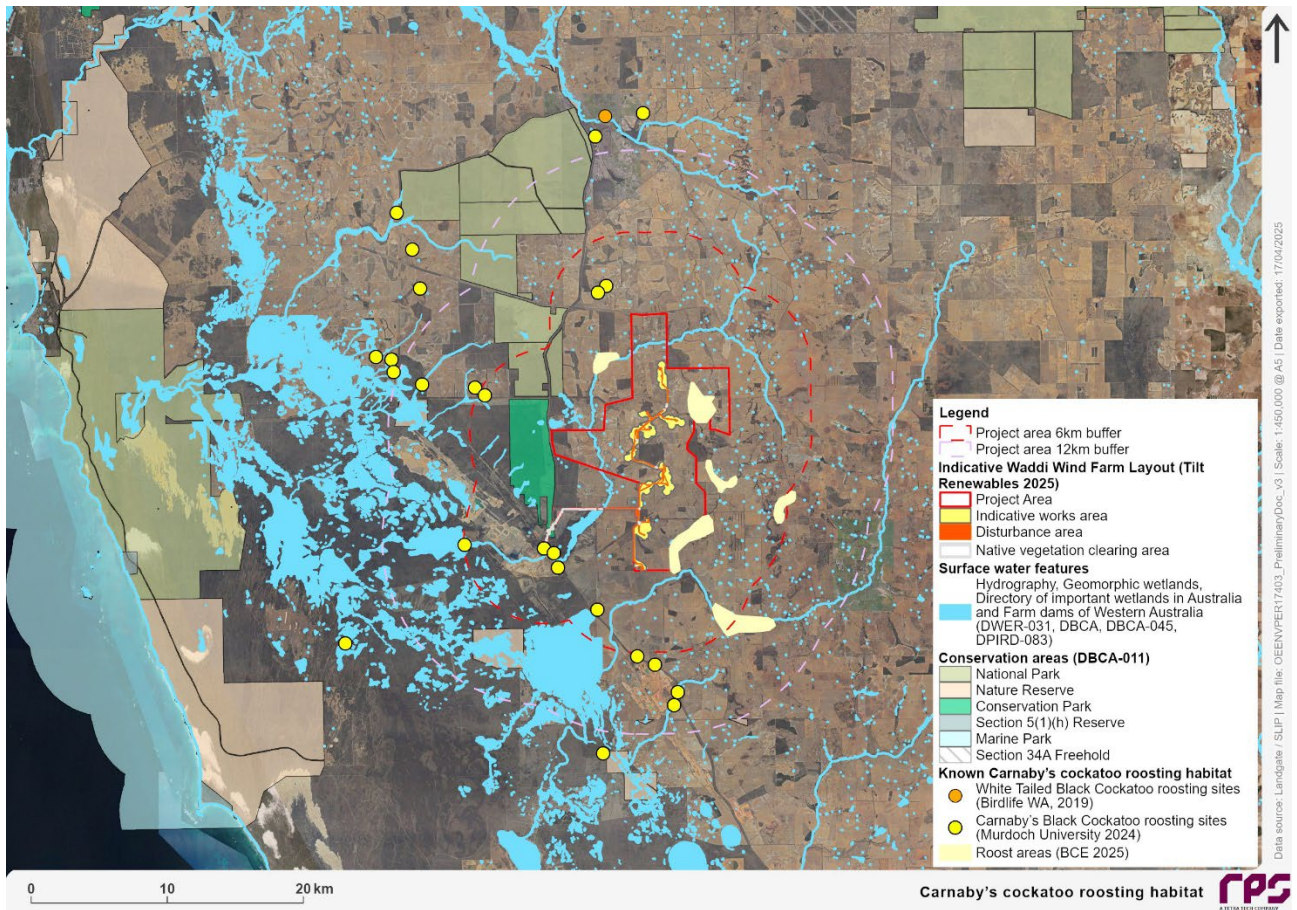 Legend
Project area 6km buffer
Project area 12km buffer
Indicative Waddi Wind Farm Layout (Tilt
Renewables 2025)
Project Area
Indicative works area
Disturbance area
Native vegetation clearing area
Surface water features
Hydrography, Geomorphic wetlands,
Directory of important wetlands in Australia
and Farm dams of Western Australia
(DWER-031, DBCA, DBCA-045,
DPIRD-083)
Conservation areas (DBCA-011)
National Park
Nature Reserve
Conservation Park
Section 5(1)(h) Reserve
Marine Park
Section 34A Freehold
Known Carnaby's cockatoo roosting habitat
White Tailed Black Cockatoo roosting sites
(Birdlife WA, 2019)
Carnaby's Black Cockatoo roosting sites
(Murdoch University 2024)
Roost areas (BCE 2025)
Data source: Landgate / SLIP | Map file: OEENVPER17403_PreliminaryDoc_v3 | Scale: 1:450,000 @ A5 | Date exported: 17/04/2025
0 10 20 km
Carnaby's cockatoo roosting habitat
rps
A TETRA TECH COMPANY